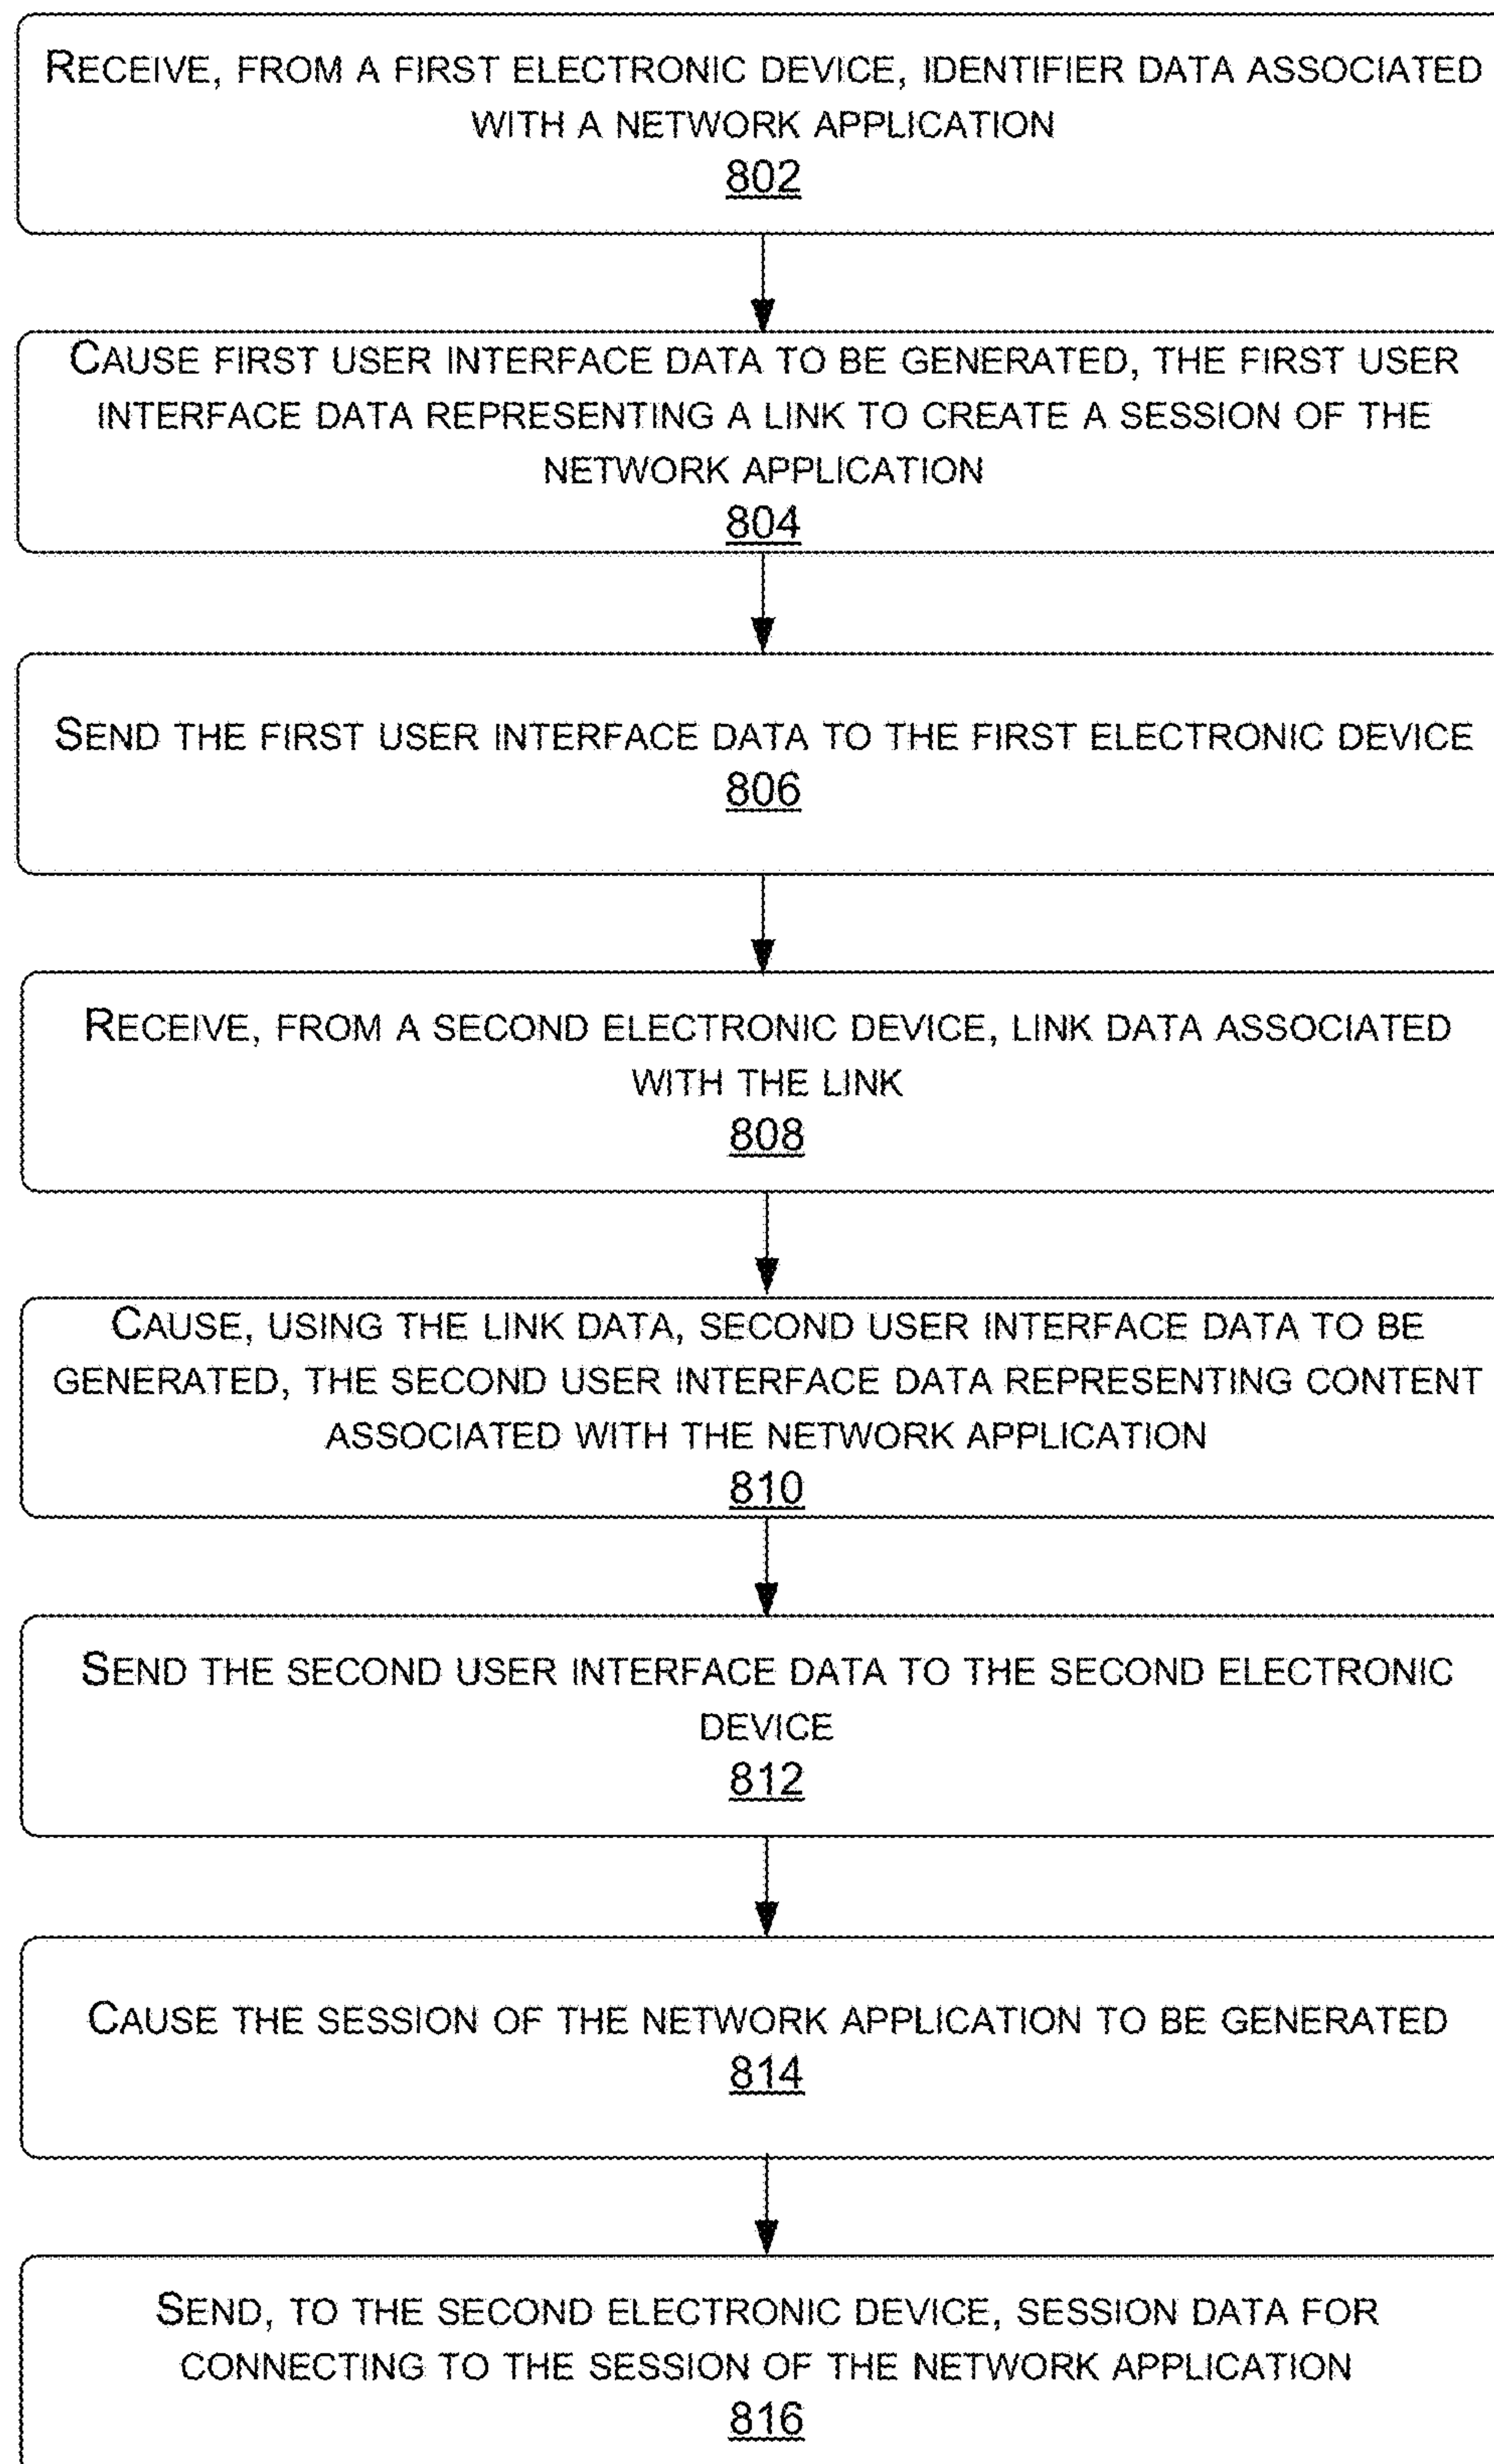 RECEIVE, FROM A FIRST ELECTRONIC DEVICE, IDENTIFIER DATA ASSOCIATED
WITH A NETWORK APPLICATION
802
CAUSE FIRST USER INTERFACE DATA TO BE GENERATED, THE FIRST USER
INTERFACE DATA REPRESENTING A LINK TO CREATE A SESSION OF THE
NETWORK APPLICATION
804
SEND THE FIRST USER INTERFACE DATA TO THE FIRST ELECTRONIC DEVICE
806
RECEIVE, FROM A SECOND ELECTRONIC DEVICE, LINK DATA ASSOCIATED
WITH THE LINK
808
CAUSE, USING THE LINK DATA, SECOND USER INTERFACE DATA TO BE
GENERATED, THE SECOND USER INTERFACE DATA REPRESENTING CONTENT
ASSOCIATED WITH THE NETWORK APPLICATION
810
SEND THE SECOND USER INTERFACE DATA TO THE SECOND ELECTRONIC
DEVICE
812
CAUSE THE SESSION OF THE NETWORK APPLICATION TO BE GENERATED
814
SEND, TO THE SECOND ELECTRONIC DEVICE, SESSION DATA FOR
CONNECTING TO THE SESSION OF THE NETWORK APPLICATION
816